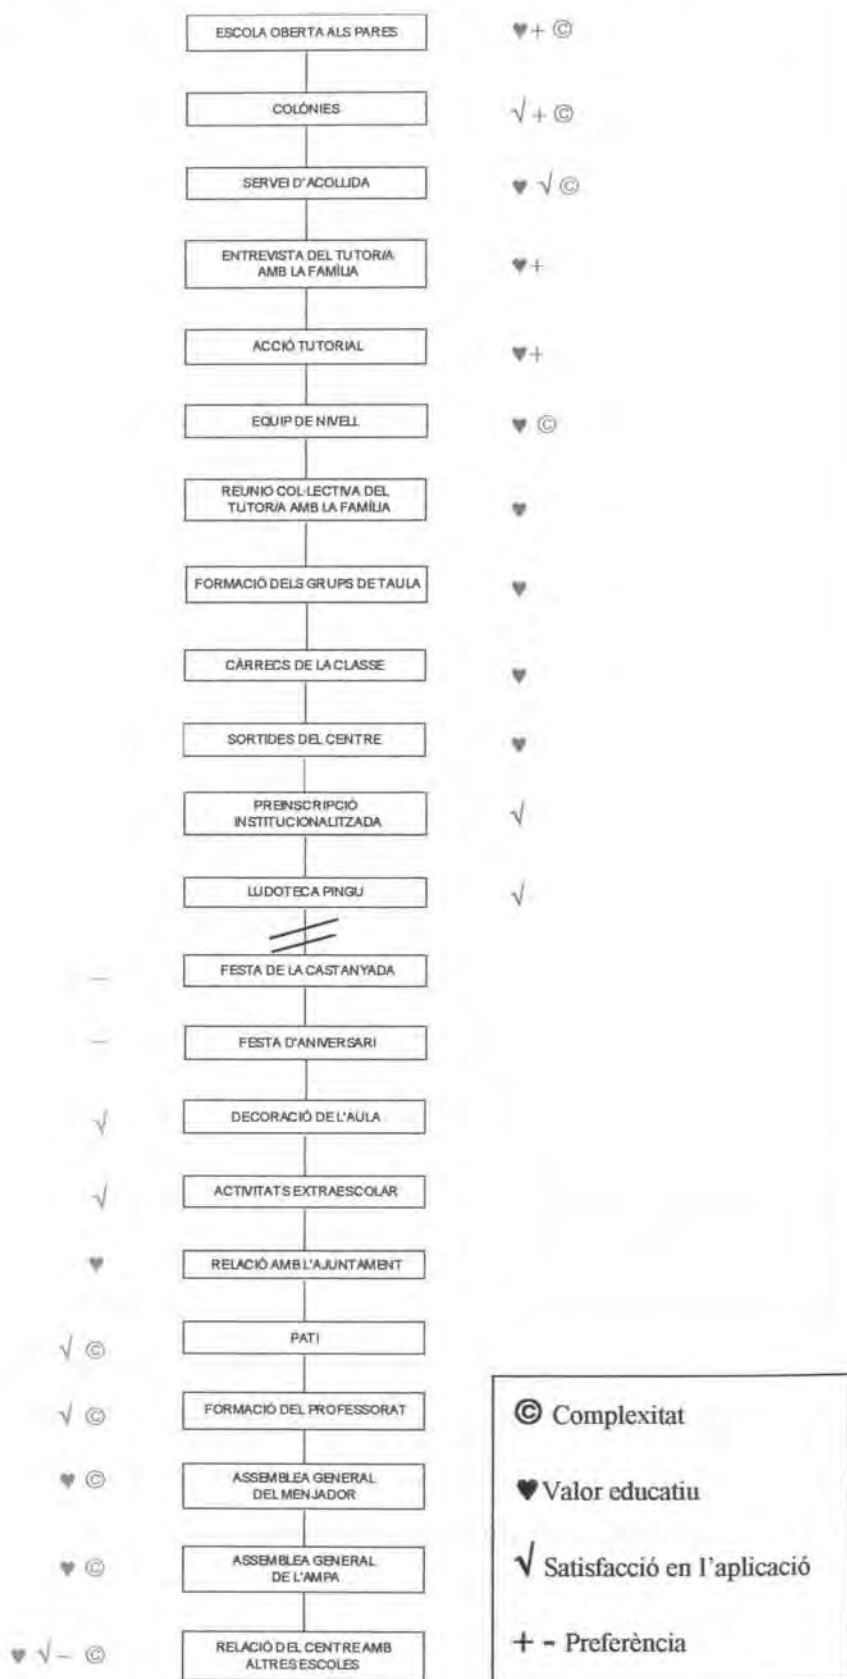 ESCOLA OBERTA ALS PARES ♥+ ©
COLÒNIES √ + ©
SERVEI D'ACOLLIDA ♥ √ ©
ENTREVISTA DEL TUTOR/A
AMB LA FAMÍLIA ♥+
ACCIÓ TUTORIAL ♥+
EQUIP DE NIVELL ♥ ©
REUNIÓ COL·LECTIVA DEL
TUTOR/A AMB LA FAMÍLIA ♥
FORMACIÓ DELS GRUPS DE TAULA ♥
CÀRRECS DE LA CLASSE ♥
SORTIDES DEL CENTRE ♥
PREINSCRIPCIÓ
INSTITUCIONALITZADA √
LUDOTECA PINGU √
– FESTA DE LA CASTANYADA
– FESTA D'ANIVERSARI
√ DECORACIÓ DE L'AULA
√ ACTIVITATS EXTRAESCOLAR
♥ RELACIÓ AMB L'AJUNTAMENT
√ © PATI
√ © FORMACIÓ DEL PROFESSORAT
♥ © ASSEMBLEA GENERAL
DEL MENJADOR
♥ © ASSEMBLEA GENERAL
DE L'AMPA
♥ √ – © RELACIÓ DEL CENTRE AMB
ALTRES ESCOLES
© Complexitat
♥ Valor educatiu
√ Satisfacció en l'aplicació
+ - Preferència